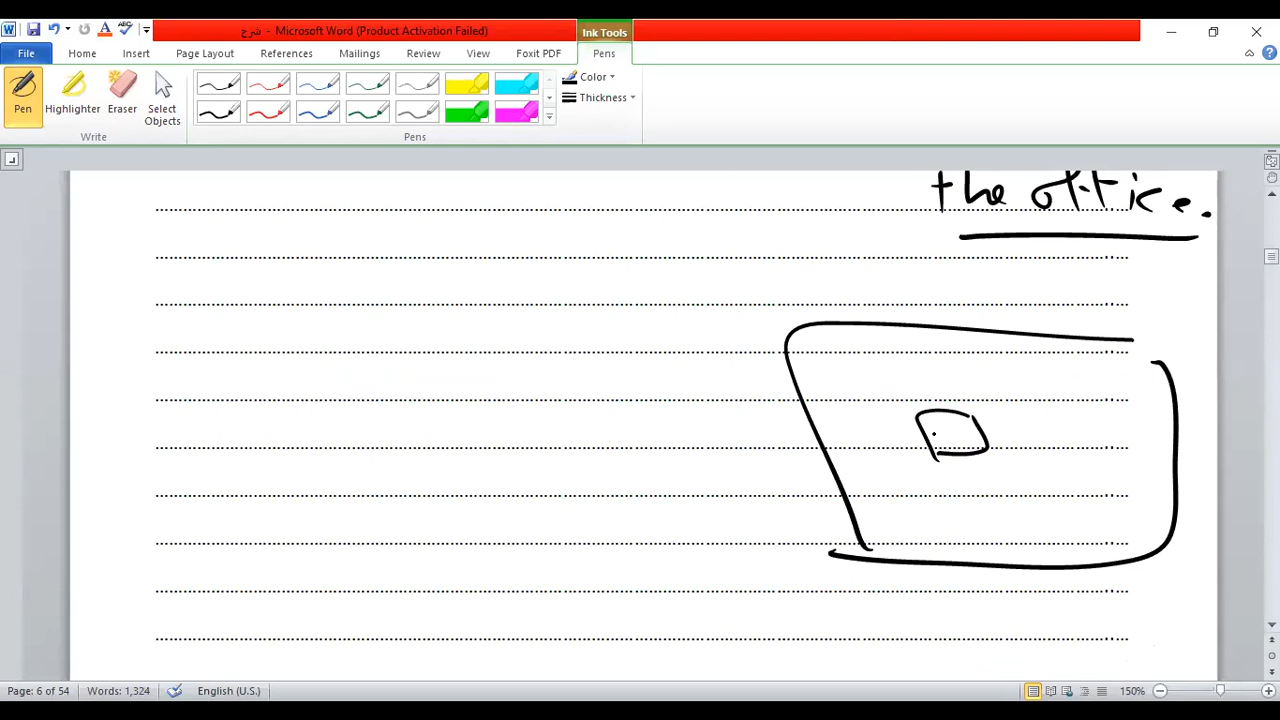 شرح - Microsoft Word (Product Activation Failed)
Ink Tools
File Home Insert Page Layout References Mailings Review View Foxit PDF Pens
Pen Highlighter Eraser Select Objects
Color
Thickness
Write Pens
the office.
Page: 6 of 54 Words: 1,324 English (U.S.) 150%